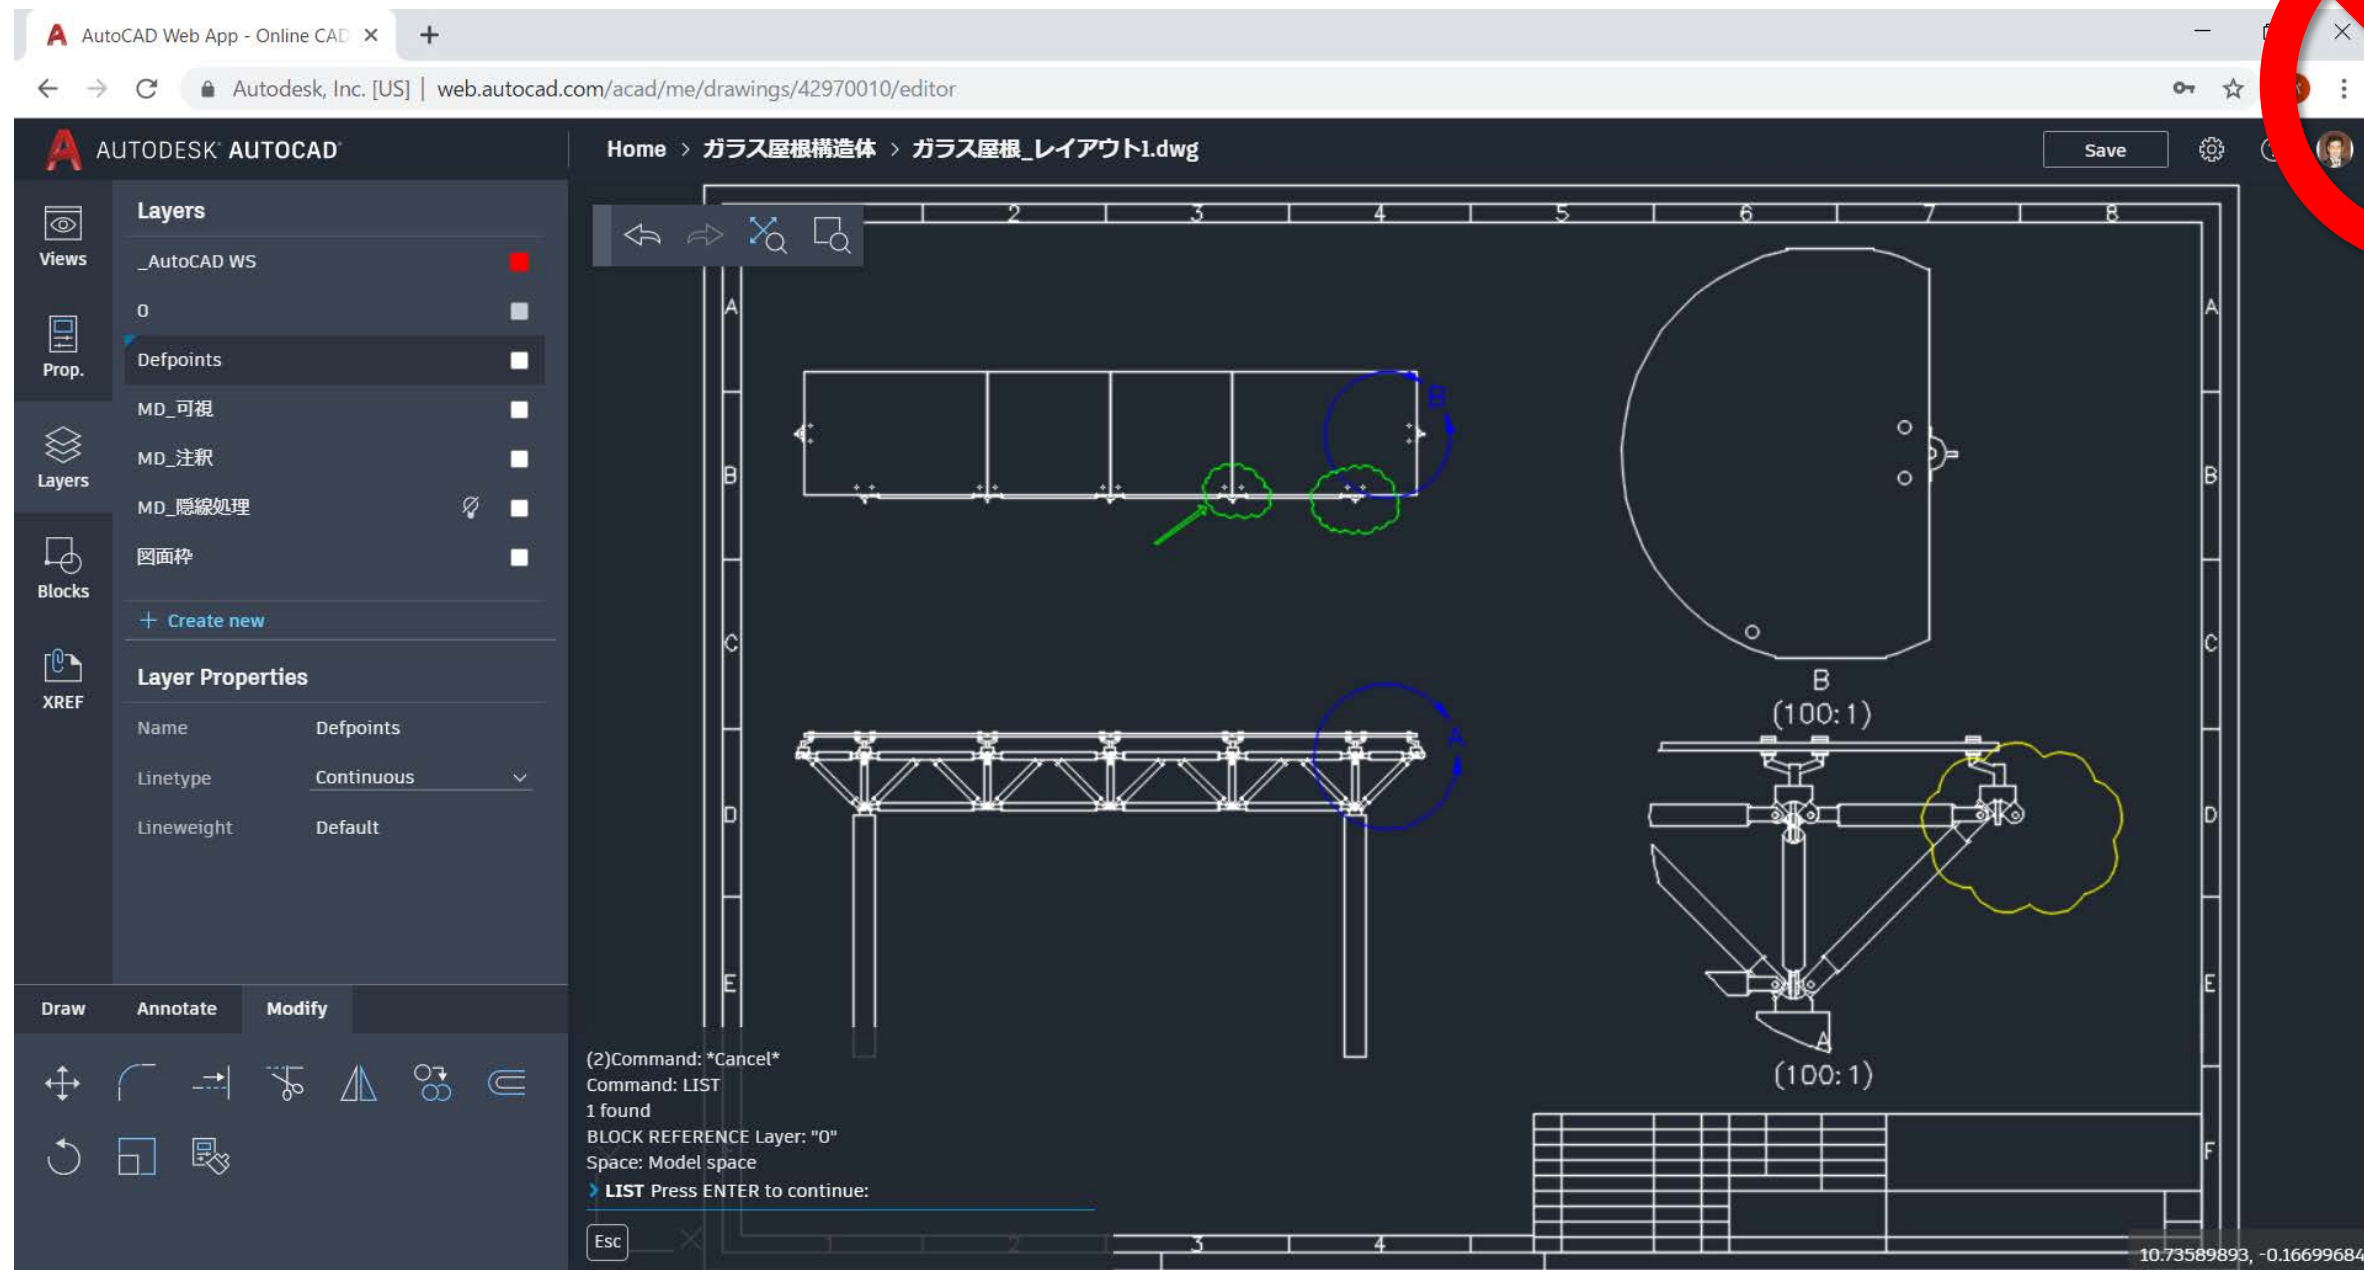 AutoCAD Web App - Online CAD
Autodesk, Inc. [US] | web.autocad.com/acad/me/drawings/42970010/editor
AUTODESK AUTOCAD
Home > ガラス屋根構造体 > ガラス屋根_レイアウト1.dwg
Save
Views
Prop.
Layers
Blocks
XREF
Layers
_AutoCAD WS
0
Defpoints
MD_可視
MD_注釈
MD_隠線処理
図面枠
+ Create new
Layer Properties
Name Defpoints
Linetype Continuous
Lineweight Default
Draw Annotate Modify
2 3 4 5 6 7 8
A A
B
B B
C C
B
(100:1)
A
D D
E E
A
(100:1)
F
(2)Command: *Cancel*
Command: LIST
1 found
BLOCK REFERENCE Layer: "0"
Space: Model space
> LIST Press ENTER to continue:
Esc
1 2 3 4
10.73589893, -0.16699684